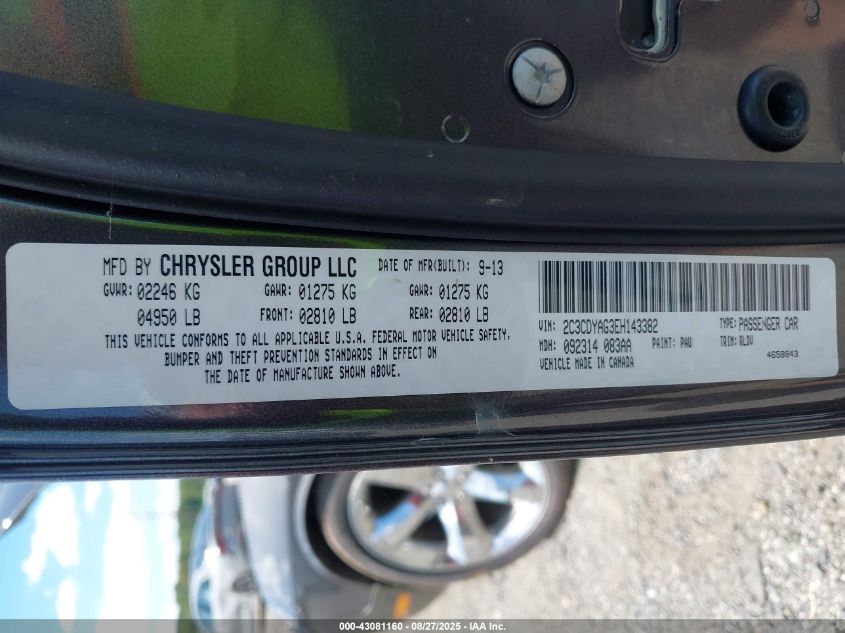 MFD BY CHRYSLER GROUP LLC DATE OF MFR(BUILT): 9-13
GVWR: 02246 KG GAWR: 01275 KG GAWR: 01275 KG
04950 LB FRONT: 02810 LB REAR: 02810 LB
THIS VEHICLE CONFORMS TO ALL APPLICABLE U.S.A. FEDERAL MOTOR VEHICLE SAFETY,
BUMPER AND THEFT PREVENTION STANDARDS IN EFFECT ON
THE DATE OF MANUFACTURE SHOWN ABOVE.
VIN: 2C3CDYAG3EH143382 TYPE: PASSENGER CAR
MDH: 092314 083AA PAINT: PAU TRIM: RLDV
VEHICLE MADE IN CANADA 4658843
000-43081160 - 08/27/2025 - IAA Inc.